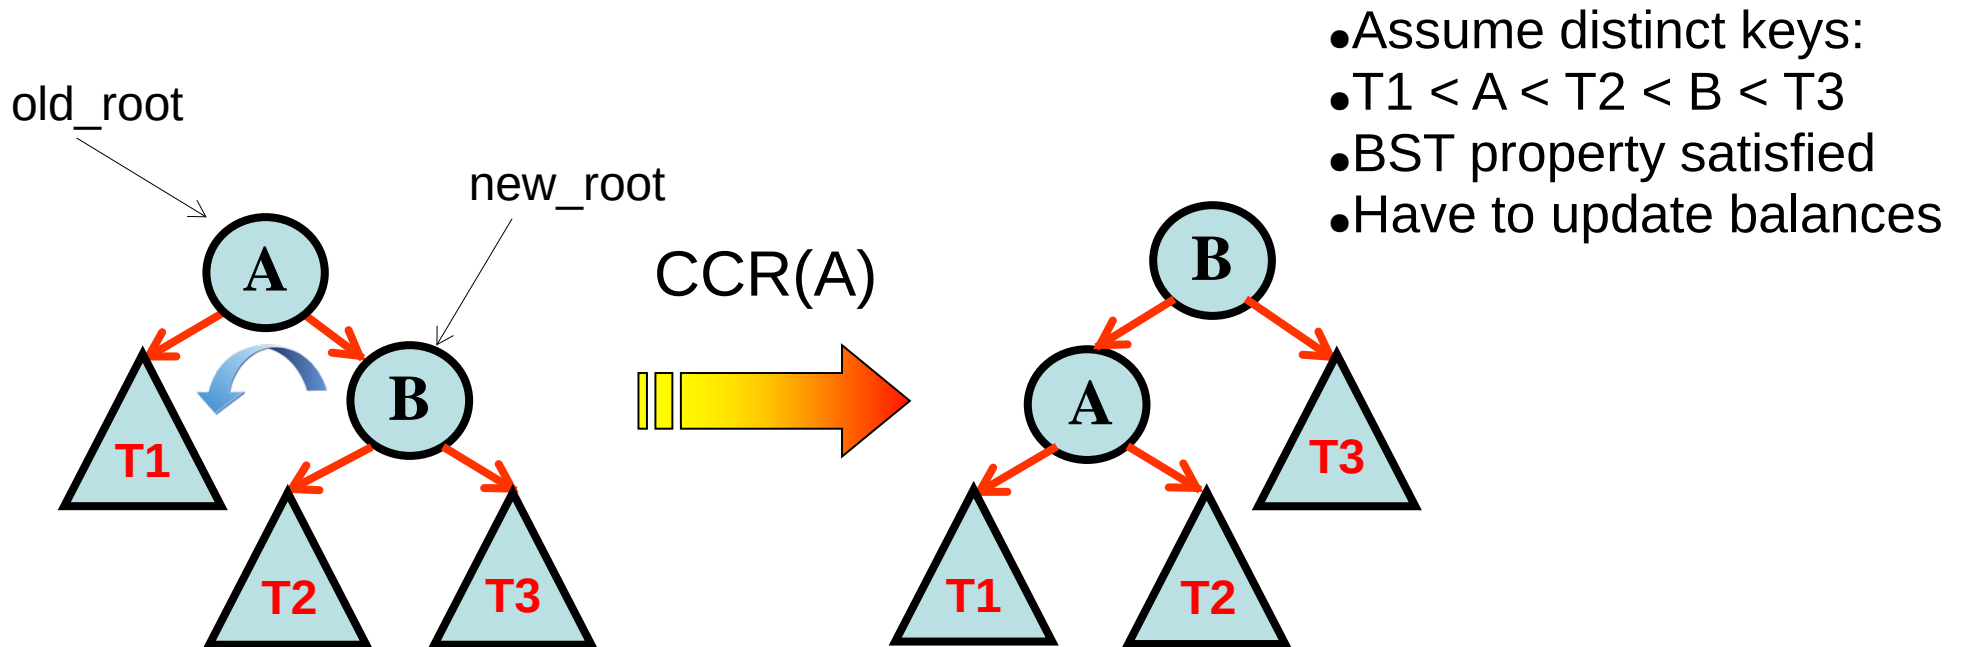 ●Assume distinct keys:
●T1 < A < T2 < B < T3
●BST property satisfied
●Have to update balances
old_root
new_root
CCR(A)
A
B
T1
T2
T3
B
A
T3
T1
T2